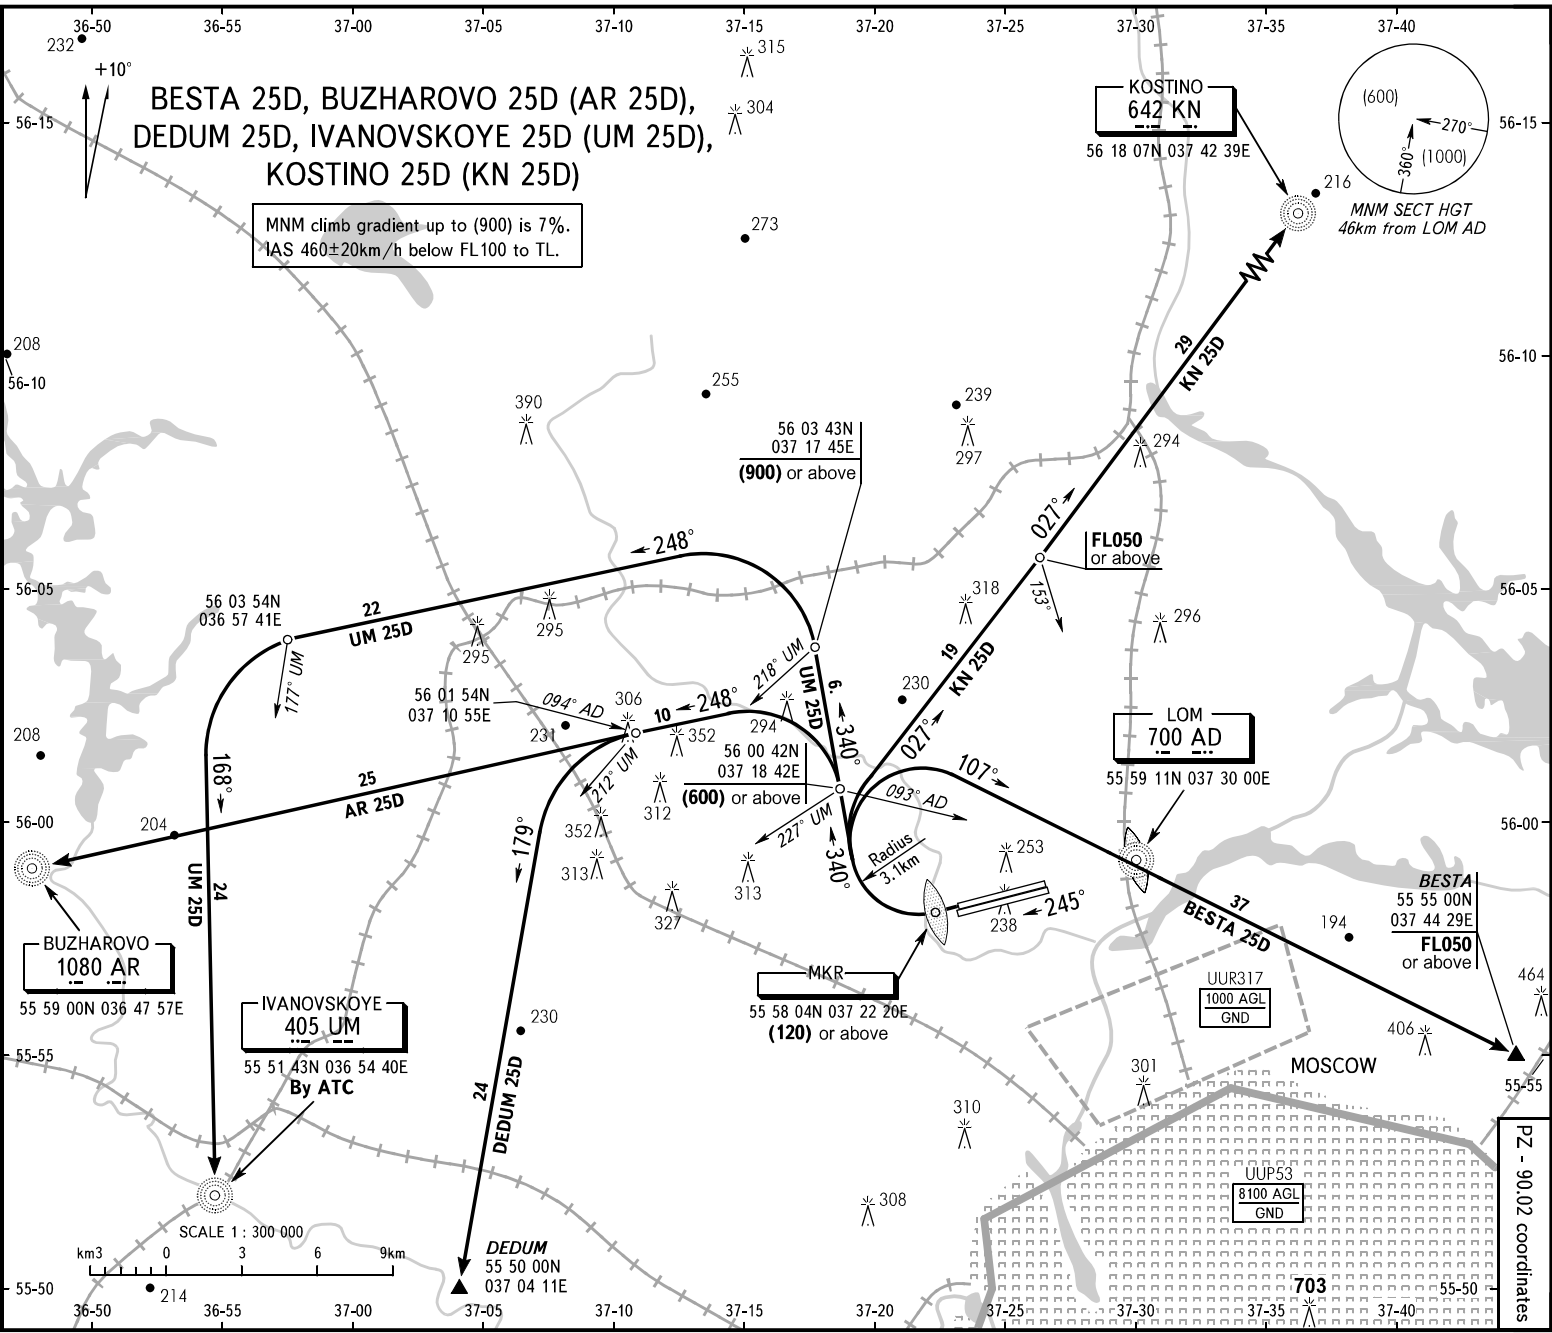 36-50 36-55 37-00 37-05 37-10 37-15 37-20 37-25 37-30 37-35 37-40
232
+10°
315
304
BESTA 25D, BUZHAROVO 25D (AR 25D),
DEDUM 25D, IVANOVSKOYE 25D (UM 25D),
KOSTINO 25D (KN 25D)
56-15
56-15
MNM climb gradient up to (900) is 7%.
IAS 460±20km/h below FL100 to TL.
KOSTINO
642 KN
56 18 07N 037 42 39E
(600)
270°
360°
(1000)
MNM SECT HGT
46km from LOM AD
216
273
208
56-10
56-10
255
239
390
297
294
29
KN 25D
56 03 43N
037 17 45E
(900) or above
027°
FL050
or above
153°
248°
56-05
56-05
56 03 54N
036 57 41E
22
UM 25D
295
295
318
296
177° UM
218° UM
6.
UM 25D
19
KN 25D
230
56 01 54N
037 10 55E
094° AD
306
10
248°
294
231
352
208
340°
027°
56 00 42N
037 18 42E
(600) or above
LOM
700 AD
55 59 11N 037 30 00E
107°
168°
25
AR 25D
212° UM
312
093° AD
227° UM
204
56-00
56-00
352
179°
313
313
327
340°
Radius
3.1km
253
238
245°
24
UM 25D
BESTA
55 55 00N
037 44 29E
FL050
or above
37
BESTA 25D
194
464
BUZHAROVO
1080 AR
55 59 00N 036 47 57E
MKR
55 58 04N 037 22 20E
(120) or above
UUR317
1000 AGL
GND
406
IVANOVSKOYE
405 UM
55 51 43N 036 54 40E
By ATC
230
55-55
55-55
24
DEDUM 25D
301
MOSCOW
310
UUP53
8100 AGL
GND
308
PZ - 90.02 coordinates
SCALE 1 : 300 000
km3 0 3 6 9km
DEDUM
55 50 00N
037 04 11E
703
55-50
55-50
214
36-50 36-55 37-00 37-05 37-10 37-15 37-20 37-25 37-30 37-35 37-40